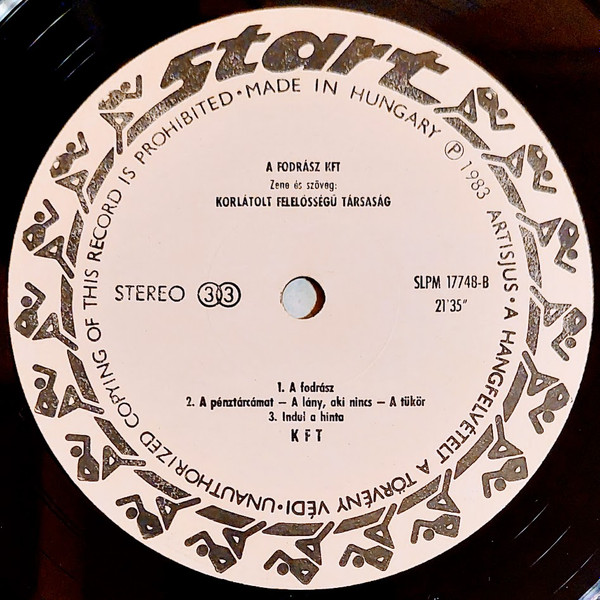 start
UNAUTHORIZED COPYING OF THIS RECORD IS PROHIBITED • MADE IN HUNGARY Ⓟ 1983 ARTISJUS • A HANGFELVÉTELT A TÖRVÉNY VÉDI •
A FODRÁSZ KFT
Zene és szöveg:
KORLÁTOLT FELELŐSSÉGŰ TÁRSASÁG
STEREO 33
SLPM 17748-B
21'35"
1. A fodrász
2. A pénztárcámat – A lány, aki nincs – A tükör
3. Indul a hinta
KFT